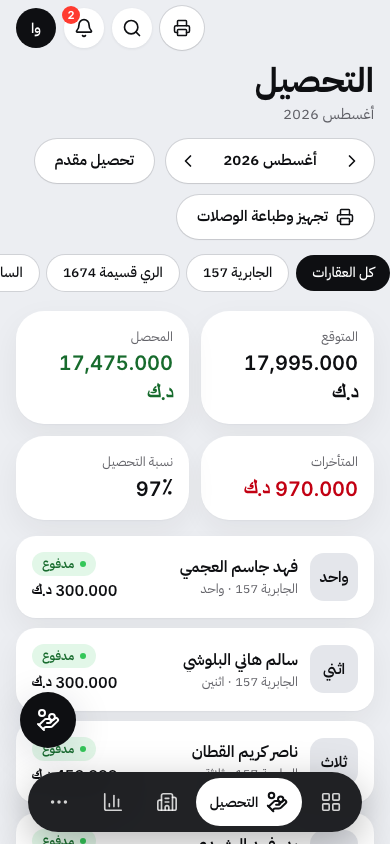 2
وا
التحصيل
أغسطس 2026
أغسطس 2026
تحصيل مقدم
تجهيز وطباعة الوصلات
كل العقارات
الجابرية 157
الري قسيمة 1674
السا
المتوقع
17,995.000
د.ك
المحصل
17,475.000
د.ك
المتأخرات
970.000 د.ك
نسبة التحصيل
97٪
واحد
فهد جاسم العجمي
الجابرية 157 · واحد
مدفوع
300.000 د.ك
اثني
سالم هاني البلوشي
الجابرية 157 · اثنين
مدفوع
300.000 د.ك
ثلاث
ناصر كريم القطان
مدفوع
التحصيل
مدفوع